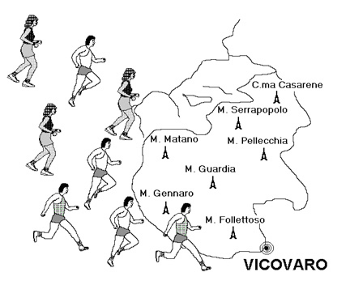 C.ma Casarene
M. Serrapopolo
M. Matano
M. Pellecchia
M. Guardia
M. Gennaro
M. Follettoso
VICOVARO